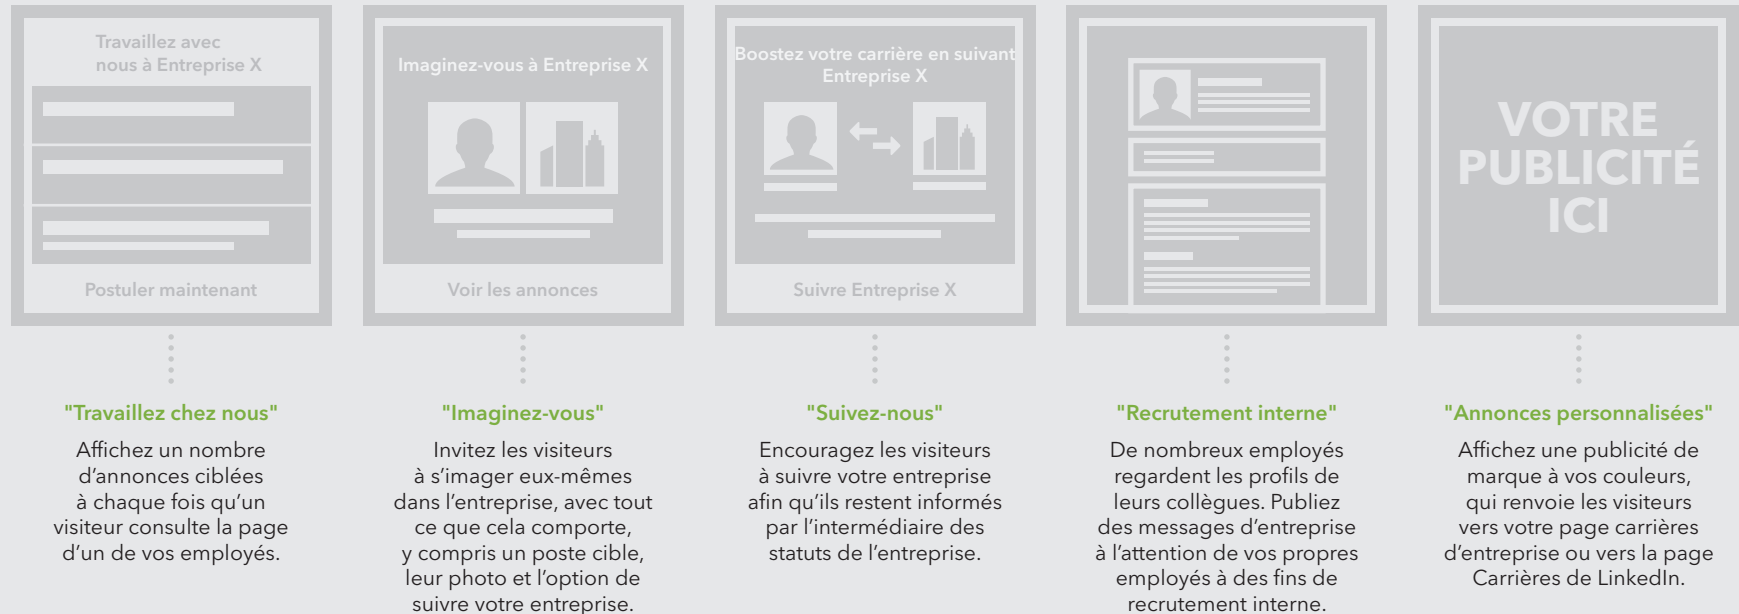 Travaillez avec
nous à Entreprise X
Postuler maintenant
"Travaillez chez nous"
Affichez un nombre
d’annonces ciblées
à chaque fois qu’un
visiteur consulte la page
d’un de vos employés.
Imaginez-vous à Entreprise X
Voir les annonces
"Imaginez-vous"
Invitez les visiteurs
à s’imager eux-mêmes
dans l’entreprise, avec tout
ce que cela comporte,
y compris un poste cible,
leur photo et l’option de
suivre votre entreprise.
Boostez votre carrière en suivant
Entreprise X
Suivre Entreprise X
"Suivez-nous"
Encouragez les visiteurs
à suivre votre entreprise
afin qu’ils restent informés
par l’intermédiaire des
statuts de l’entreprise.
"Recrutement interne"
De nombreux employés
regardent les profils de
leurs collègues. Publiez
des messages d’entreprise
à l’attention de vos propres
employés à des fins de
recrutement interne.
VOTRE
PUBLICITÉ
ICI
"Annonces personnalisées"
Affichez une publicité de
marque à vos couleurs,
qui renvoie les visiteurs
vers votre page carrières
d’entreprise ou vers la page
Carrières de LinkedIn.